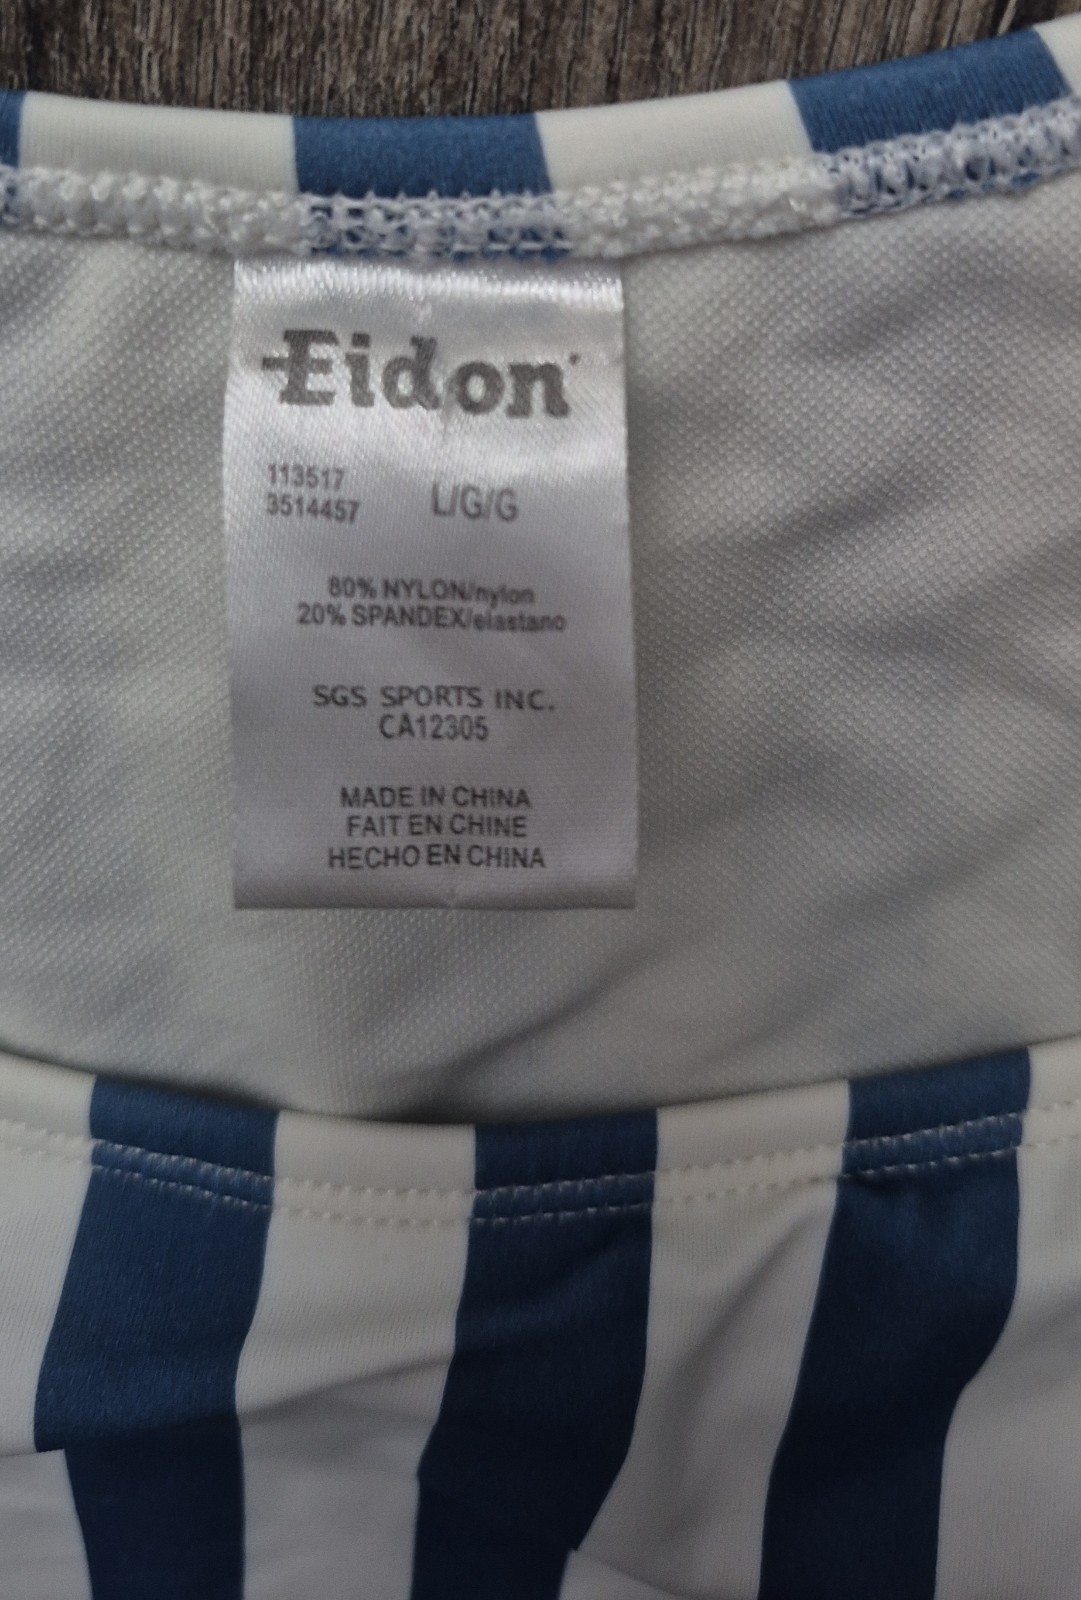 Eidon
113517
3514457
L/G/G
80% NYLON/nylon
20% SPANDEX/elastano
SGS SPORTS INC.
CA12305
MADE IN CHINA
FAIT EN CHINE
HECHO EN CHINA